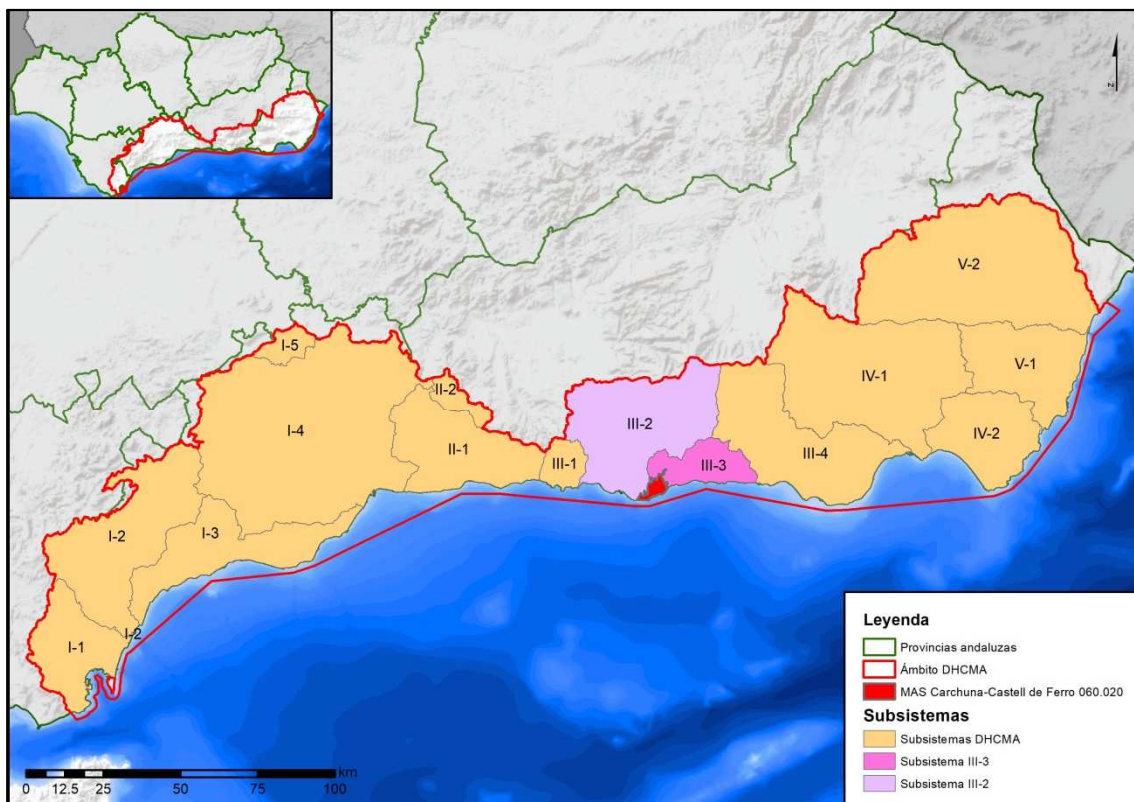 Z
V-2
I-5
IV-1
V-1
II-2
III-2
I-4
IV-2
II-1
III-1
III-3
III-4
I-2
I-3
I-2
I-1
Leyenda
Provincias andaluzas
Ámbito DHCMA
MAS Carchuna-Castell de Ferro 060.020
Subsistemas
Subsistemas DHCMA
Subsistema III-3
Subsistema III-2
km
0 12.5 25 50 75 100